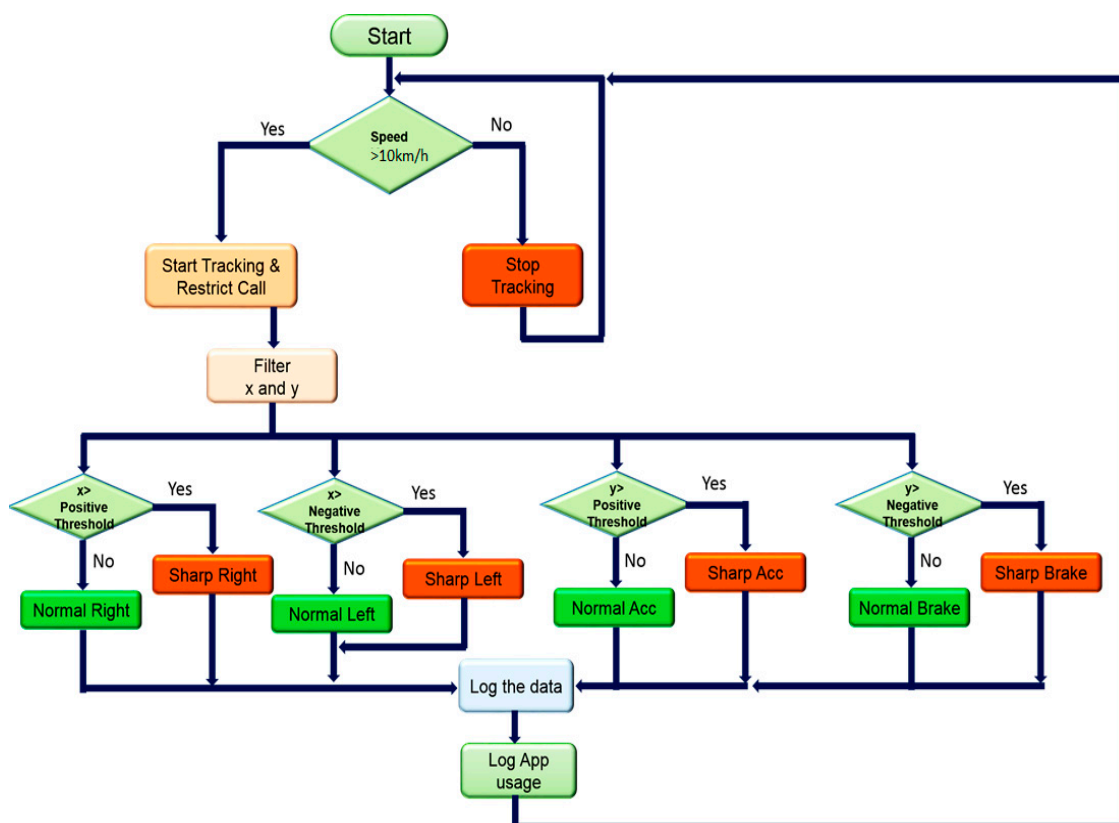 Start
Speed
>10km/h
Yes
No
Start Tracking &
Restrict Call
Stop
Tracking
Filter
x and y
x>
Positive
Threshold
Yes
No
Sharp Right
Normal Right
x>
Negative
Threshold
Yes
No
Sharp Left
Normal Left
y>
Positive
Threshold
Yes
No
Sharp Acc
Normal Acc
y>
Negative
Threshold
Yes
No
Sharp Brake
Normal Brake
Log the data
Log App
usage